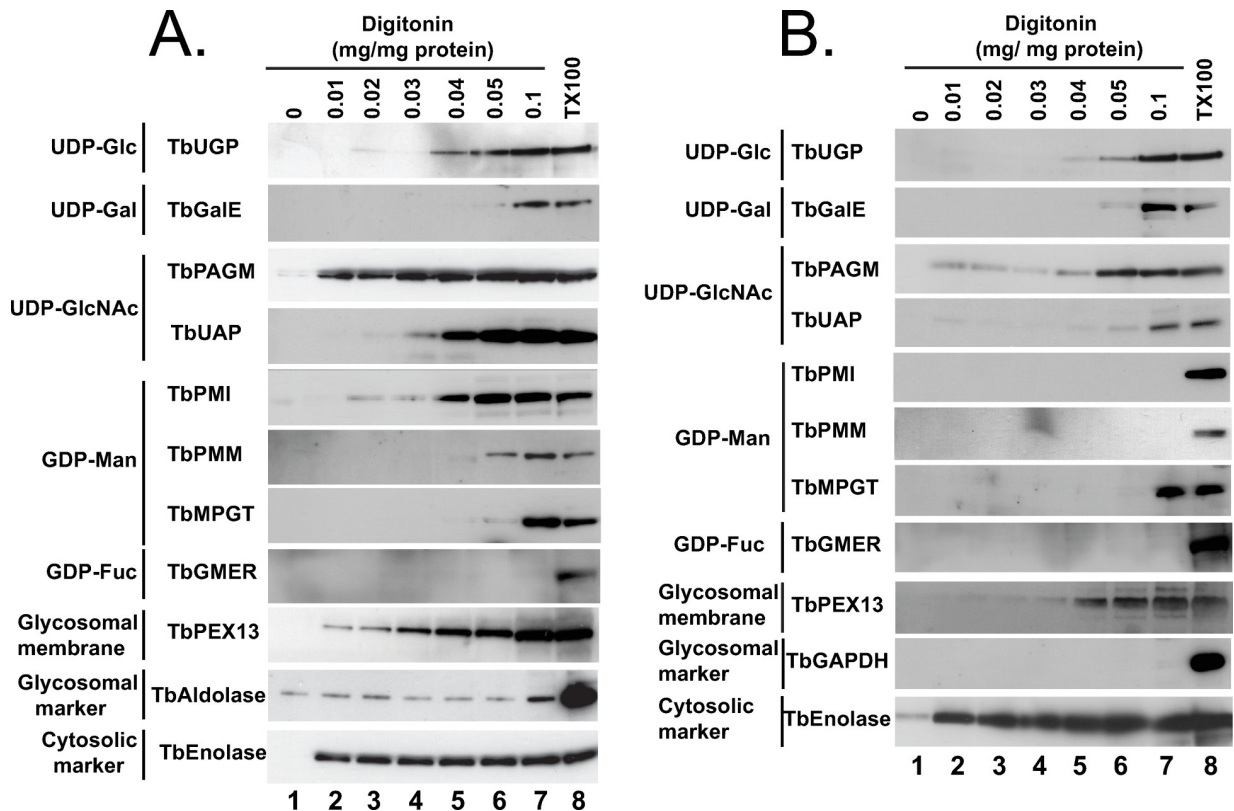 A.
Digitonin
(mg/mg protein)
0 0.01 0.02 0.03 0.04 0.05 0.1 TX100
UDP-Glc TbUGP
UDP-Gal TbGalE
UDP-GlcNAc
TbPAGM
TbUAP
GDP-Man
TbPMI
TbPMM
TbMPGT
GDP-Fuc TbGMER
Glycosomal
membrane
TbPEX13
Glycosomal
marker
TbAldolase
Cytosolic
marker
TbEnolase
1 2 3 4 5 6 7 8
B.
Digitonin
(mg/ mg protein)
0 0.01 0.02 0.03 0.04 0.05 0.1 TX100
UDP-Glc TbUGP
UDP-Gal TbGalE
UDP-GlcNAc
TbPAGM
TbUAP
GDP-Man
TbPMI
TbPMM
TbMPGT
GDP-Fuc TbGMER
Glycosomal
membrane
TbPEX13
Glycosomal
marker
TbGAPDH
Cytosolic
marker
TbEnolase
1 2 3 4 5 6 7 8